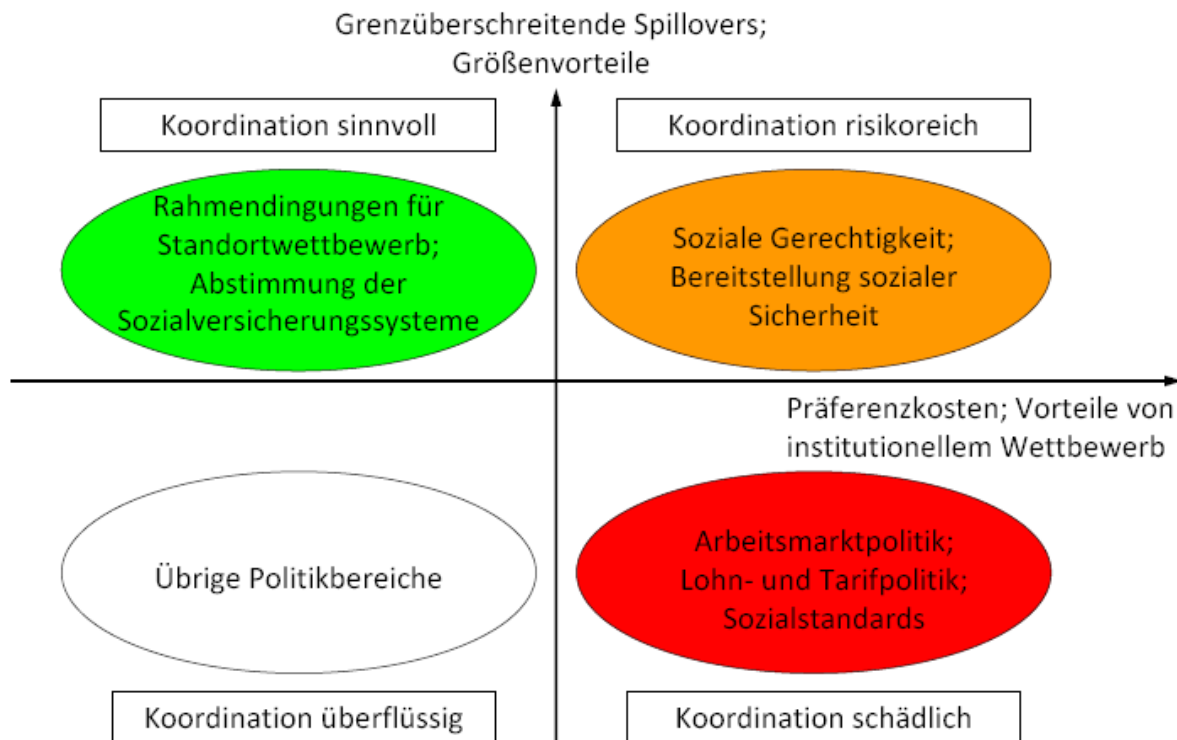 Grenzüberschreitende Spillovers;
Größenvorteile
Koordination sinnvoll
Koordination risikoreich
Rahmendingungen für
Standortwettbewerb;
Abstimmung der
Sozialversicherungssysteme
Soziale Gerechtigkeit;
Bereitstellung sozialer
Sicherheit
Präferenzkosten; Vorteile von
institutionellem Wettbewerb
Übrige Politikbereiche
Arbeitsmarktpolitik;
Lohn- und Tarifpolitik;
Sozialstandards
Koordination überflüssig
Koordination schädlich